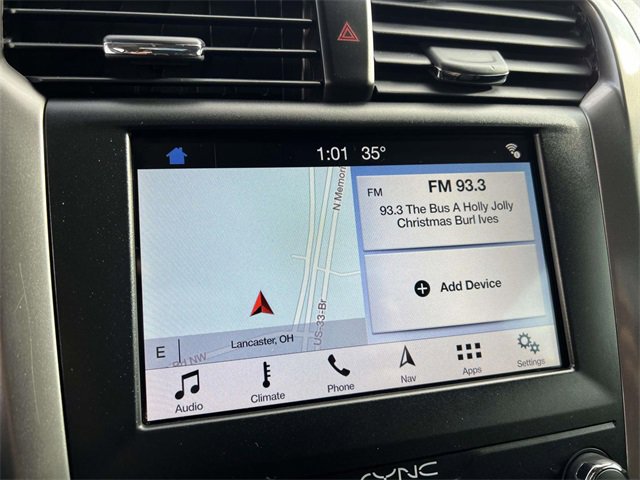 1:01 35°
N Memor
FM
FM 93.3
93.3 The Bus A Holly Jolly
Christmas Burl Ives
Add Device
US-33-Br
Lancaster, OH
E
NW
Audio
Climate
Phone
Nav
Apps
Settings
SYNC